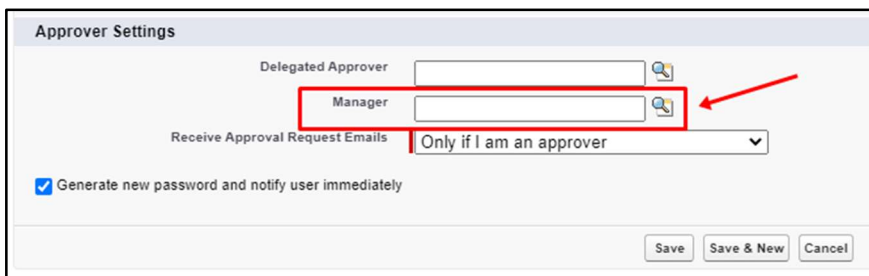 Approver Settings
Delegated Approver
Manager
Receive Approval Request Emails Only if I am an approver
Generate new password and notify user immediately
Save Save & New Cancel